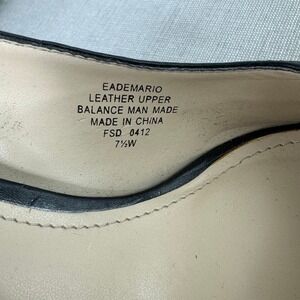 EADEMARIO
LEATHER UPPER
BALANCE MAN MADE
MADE IN CHINA
FSD 0412
7½W